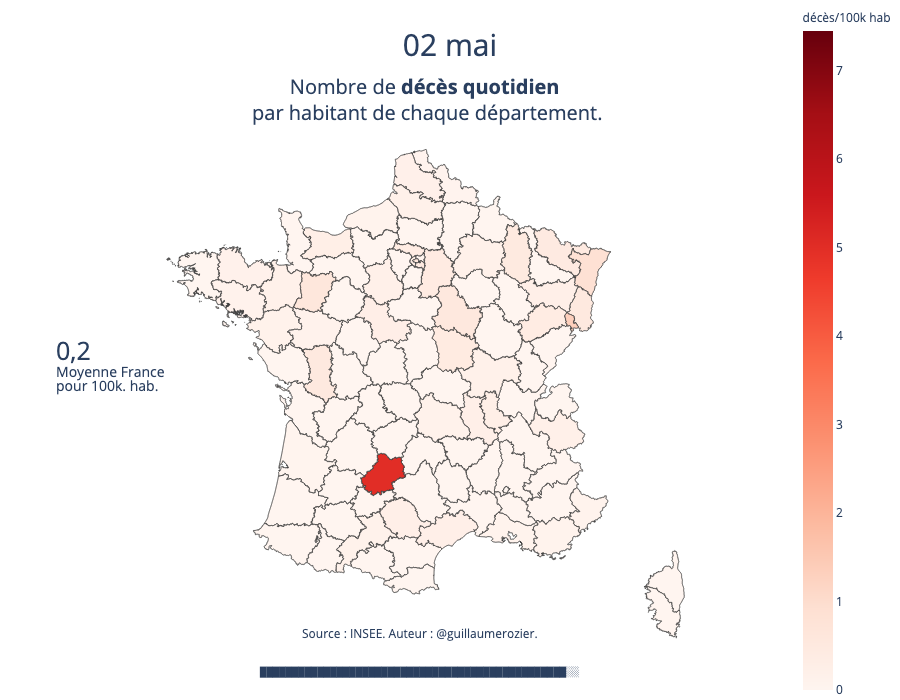 décès/100k hab
02 mai
Nombre de décès quotidien
par habitant de chaque département.
7
6
5
4
3
2
1
0
0,2
Moyenne France
pour 100k. hab.
Source : INSEE. Auteur : @guillaumerozier.